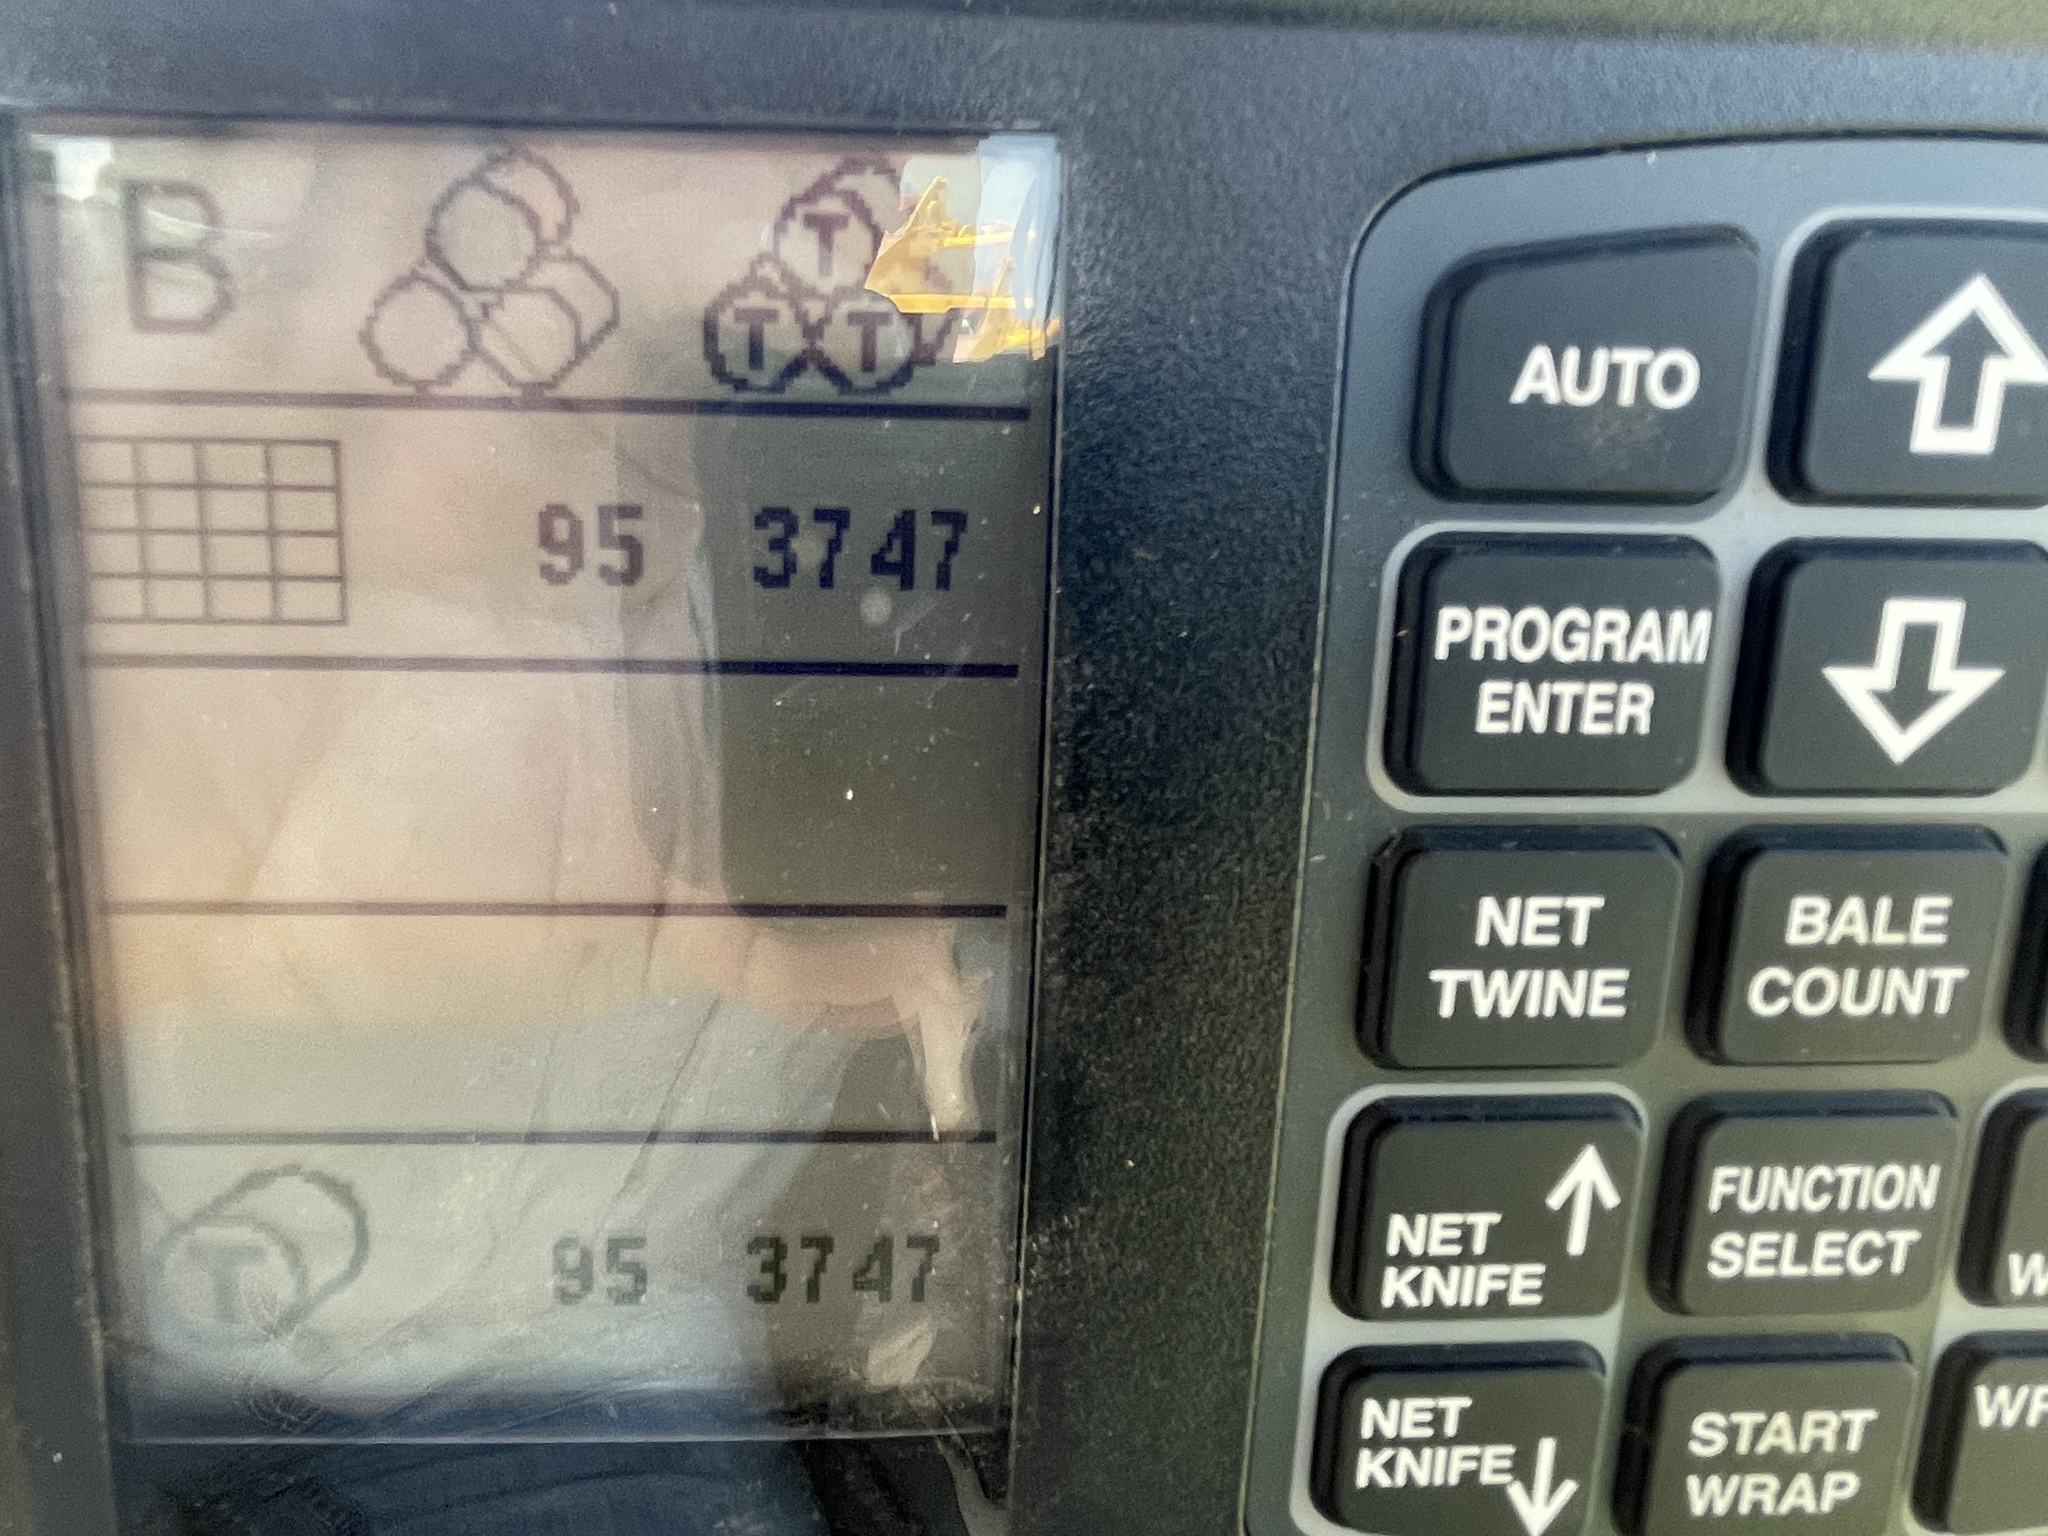 B
T
T T
95 3747
T
95 3747
AUTO
PROGRAM
ENTER
NET
TWINE
BALE
COUNT
NET
KNIFE
FUNCTION
SELECT
NET
KNIFE
START
WRAP